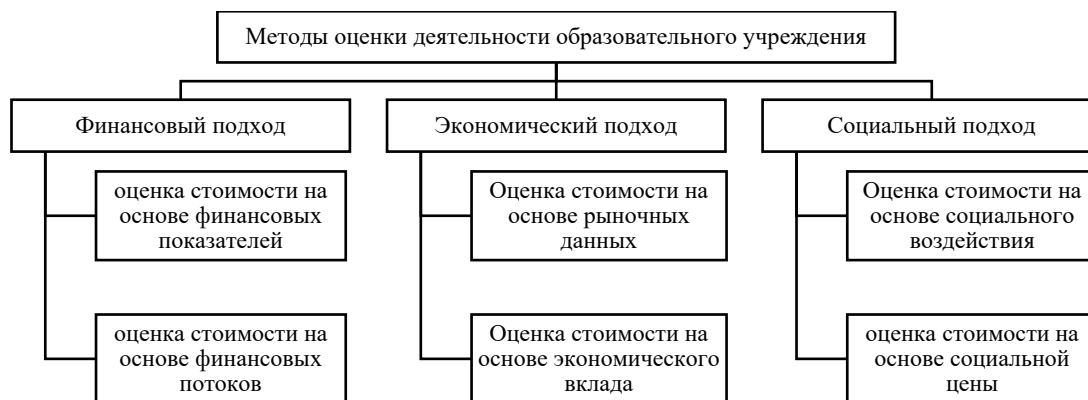 Методы оценки деятельности образовательного учреждения
Финансовый подход
оценка стоимости на
основе финансовых
показателей
оценка стоимости на
основе финансовых
потоков
Экономический подход
Оценка стоимости на
основе рыночных
данных
Оценка стоимости на
основе экономического
вклада
Социальный подход
Оценка стоимости на
основе социального
воздействия
оценка стоимости на
основе социальной
цены